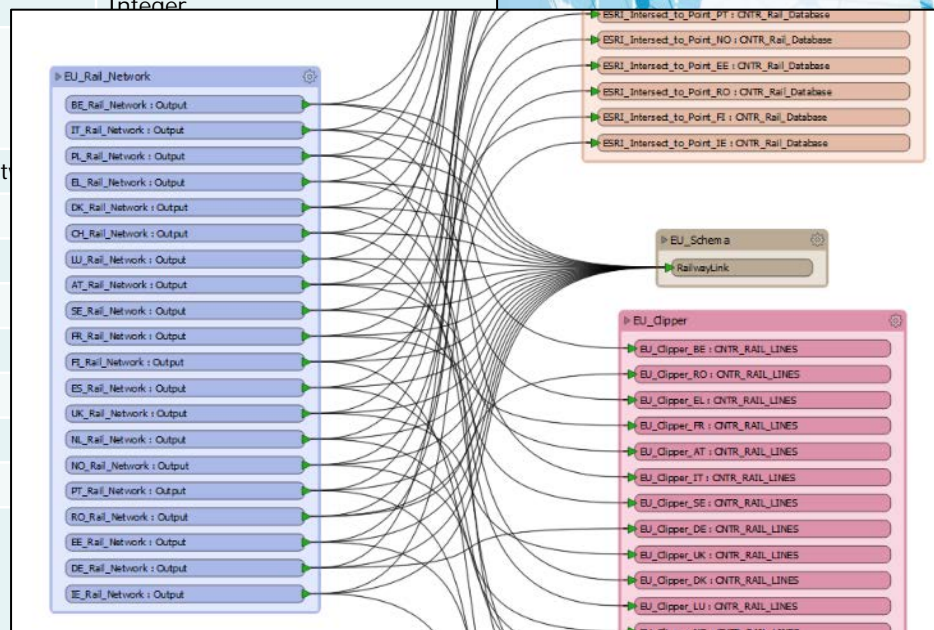 Integer
EU_Rail_Network
BE_Rail_Network : Output
IT_Rail_Network : Output
PL_Rail_Network : Output
EL_Rail_Network : Output
DK_Rail_Network : Output
CH_Rail_Network : Output
LU_Rail_Network : Output
AT_Rail_Network : Output
SE_Rail_Network : Output
FR_Rail_Network : Output
FI_Rail_Network : Output
ES_Rail_Network : Output
UK_Rail_Network : Output
NL_Rail_Network : Output
NO_Rail_Network : Output
PT_Rail_Network : Output
RO_Rail_Network : Output
EE_Rail_Network : Output
DE_Rail_Network : Output
IE_Rail_Network : Output
ESRI_Intersect_to_Point_PT : CNTR_Rail_Database
ESRI_Intersect_to_Point_NO : CNTR_Rail_Database
ESRI_Intersect_to_Point_EE : CNTR_Rail_Database
ESRI_Intersect_to_Point_RO : CNTR_Rail_Database
ESRI_Intersect_to_Point_FI : CNTR_Rail_Database
ESRI_Intersect_to_Point_IE : CNTR_Rail_Database
EU_Schema
RailwayLink
EU_Clipper
EU_Clipper_BE : CNTR_RAIL_LINES
EU_Clipper_RO : CNTR_RAIL_LINES
EU_Clipper_EL : CNTR_RAIL_LINES
EU_Clipper_FR : CNTR_RAIL_LINES
EU_Clipper_AT : CNTR_RAIL_LINES
EU_Clipper_IT : CNTR_RAIL_LINES
EU_Clipper_SE : CNTR_RAIL_LINES
EU_Clipper_DE : CNTR_RAIL_LINES
EU_Clipper_UK : CNTR_RAIL_LINES
EU_Clipper_DK : CNTR_RAIL_LINES
EU_Clipper_LU : CNTR_RAIL_LINES